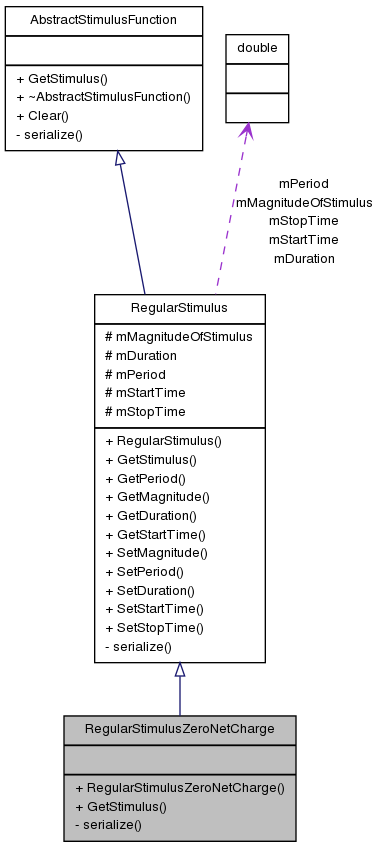 AbstractStimulusFunction
+ GetStimulus()
+ ~AbstractStimulusFunction()
+ Clear()
- serialize()
double
mPeriod
mMagnitudeOfStimulus
mStopTime
mStartTime
mDuration
RegularStimulus
# mMagnitudeOfStimulus
# mDuration
# mPeriod
# mStartTime
# mStopTime
+ RegularStimulus()
+ GetStimulus()
+ GetPeriod()
+ GetMagnitude()
+ GetDuration()
+ GetStartTime()
+ SetMagnitude()
+ SetPeriod()
+ SetDuration()
+ SetStartTime()
+ SetStopTime()
- serialize()
RegularStimulusZeroNetCharge
+ RegularStimulusZeroNetCharge()
+ GetStimulus()
- serialize()